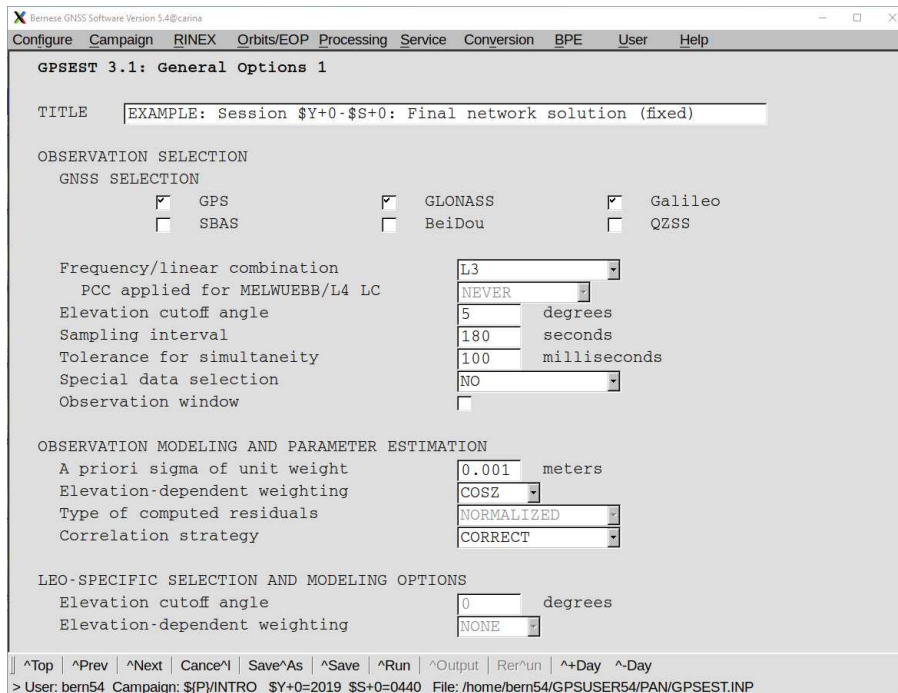 Bernese GNSS Software Version 5.4@carina
Configure Campaign RINEX Orbits/EOP Processing Service Conversion BPE User Help
GPSEST 3.1: General Options 1
TITLE EXAMPLE: Session $Y+0-$S+0: Final network solution (fixed)
OBSERVATION SELECTION
GNSS SELECTION
GPS GLONASS Galileo
SBAS BeiDou QZSS
Frequency/linear combination L3
PCC applied for MELWUEBB/L4 LC NEVER
Elevation cutoff angle 5 degrees
Sampling interval 180 seconds
Tolerance for simultaneity 100 milliseconds
Special data selection NO
Observation window
OBSERVATION MODELING AND PARAMETER ESTIMATION
A priori sigma of unit weight 0.001 meters
Elevation-dependent weighting COSZ
Type of computed residuals NORMALIZED
Correlation strategy CORRECT
LEO-SPECIFIC SELECTION AND MODELING OPTIONS
Elevation cutoff angle 0 degrees
Elevation-dependent weighting NONE
^Top | ^Prev | ^Next | Cance^l | Save^As | ^Save | ^Run | ^Output | Rer^un | ^+Day ^-Day
> User: bern54 Campaign: ${P}/INTRO $Y+0=2019 $S+0=0440 File: /home/bern54/GPSUSER54/PAN/GPSEST.INP